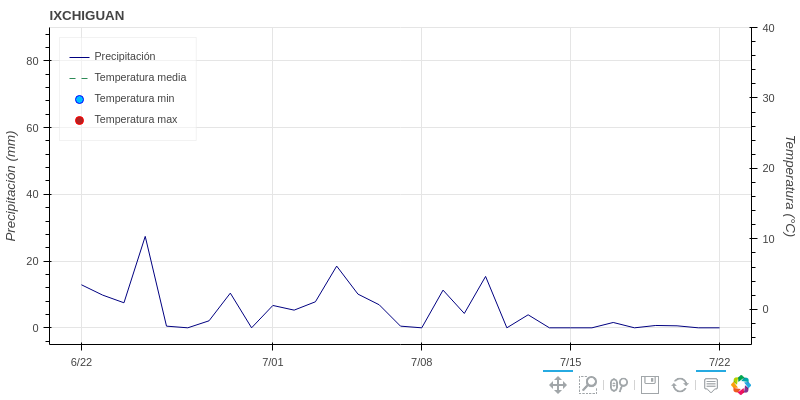 IXCHIGUAN
Precipitación
Temperatura media
Temperatura min
Temperatura max
Precipitación (mm)
80
60
40
20
0
Temperatura (°C)
40
30
20
10
0
6/22
7/01
7/08
7/15
7/22